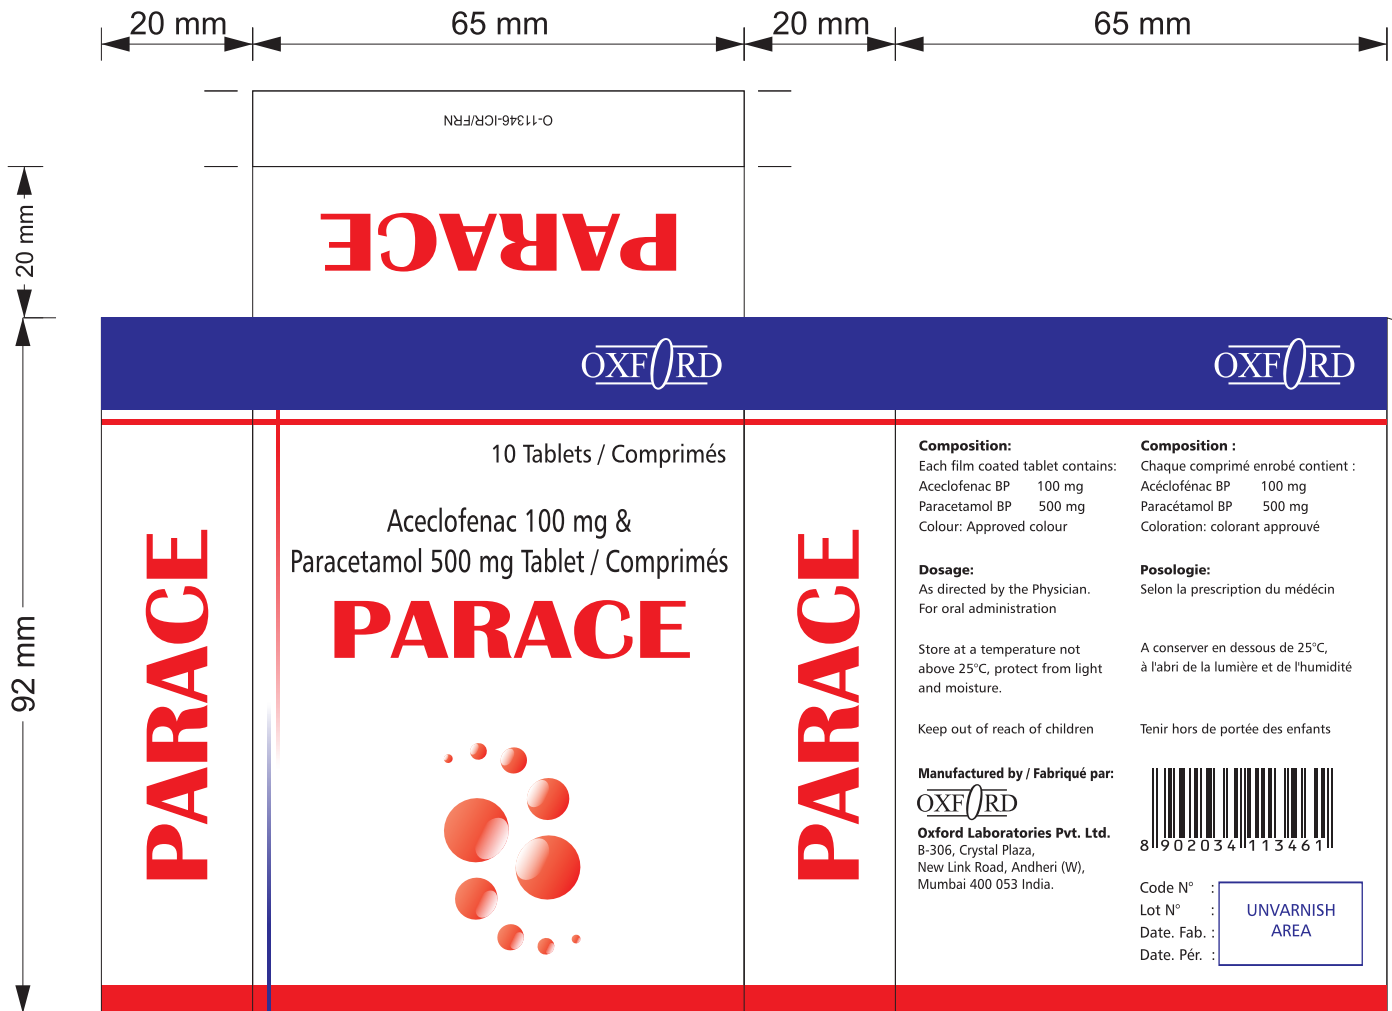 20 mm
65 mm
20 mm
65 mm
O-11346-ICR/FRN
20 mm
PARACE
OXFORD
OXFORD
92 mm
PARACE
10 Tablets / Comprimés
Aceclofenac 100 mg &
Paracetamol 500 mg Tablet / Comprimés
PARACE
PARACE
Composition:
Each film coated tablet contains:
Aceclofenac BP 100 mg
Paracetamol BP 500 mg
Colour: Approved colour
Dosage:
As directed by the Physician.
For oral administration
Store at a temperature not
above 25°C, protect from light
and moisture.
Keep out of reach of children
Manufactured by / Fabriqué par:
OXFORD
Oxford Laboratories Pvt. Ltd.
B-306, Crystal Plaza,
New Link Road, Andheri (W),
Mumbai 400 053 India.
Composition :
Chaque comprimé enrobé contient :
Acéclofénac BP 100 mg
Paracétamol BP 500 mg
Coloration: colorant approuvé
Posologie:
Selon la prescription du médécin
A conserver en dessous de 25°C,
à l'abri de la lumière et de l'humidité
Tenir hors de portée des enfants
8 902034 113461
Code N° :
Lot N° :
Date. Fab. :
Date. Pér. :
UNVARNISH
AREA